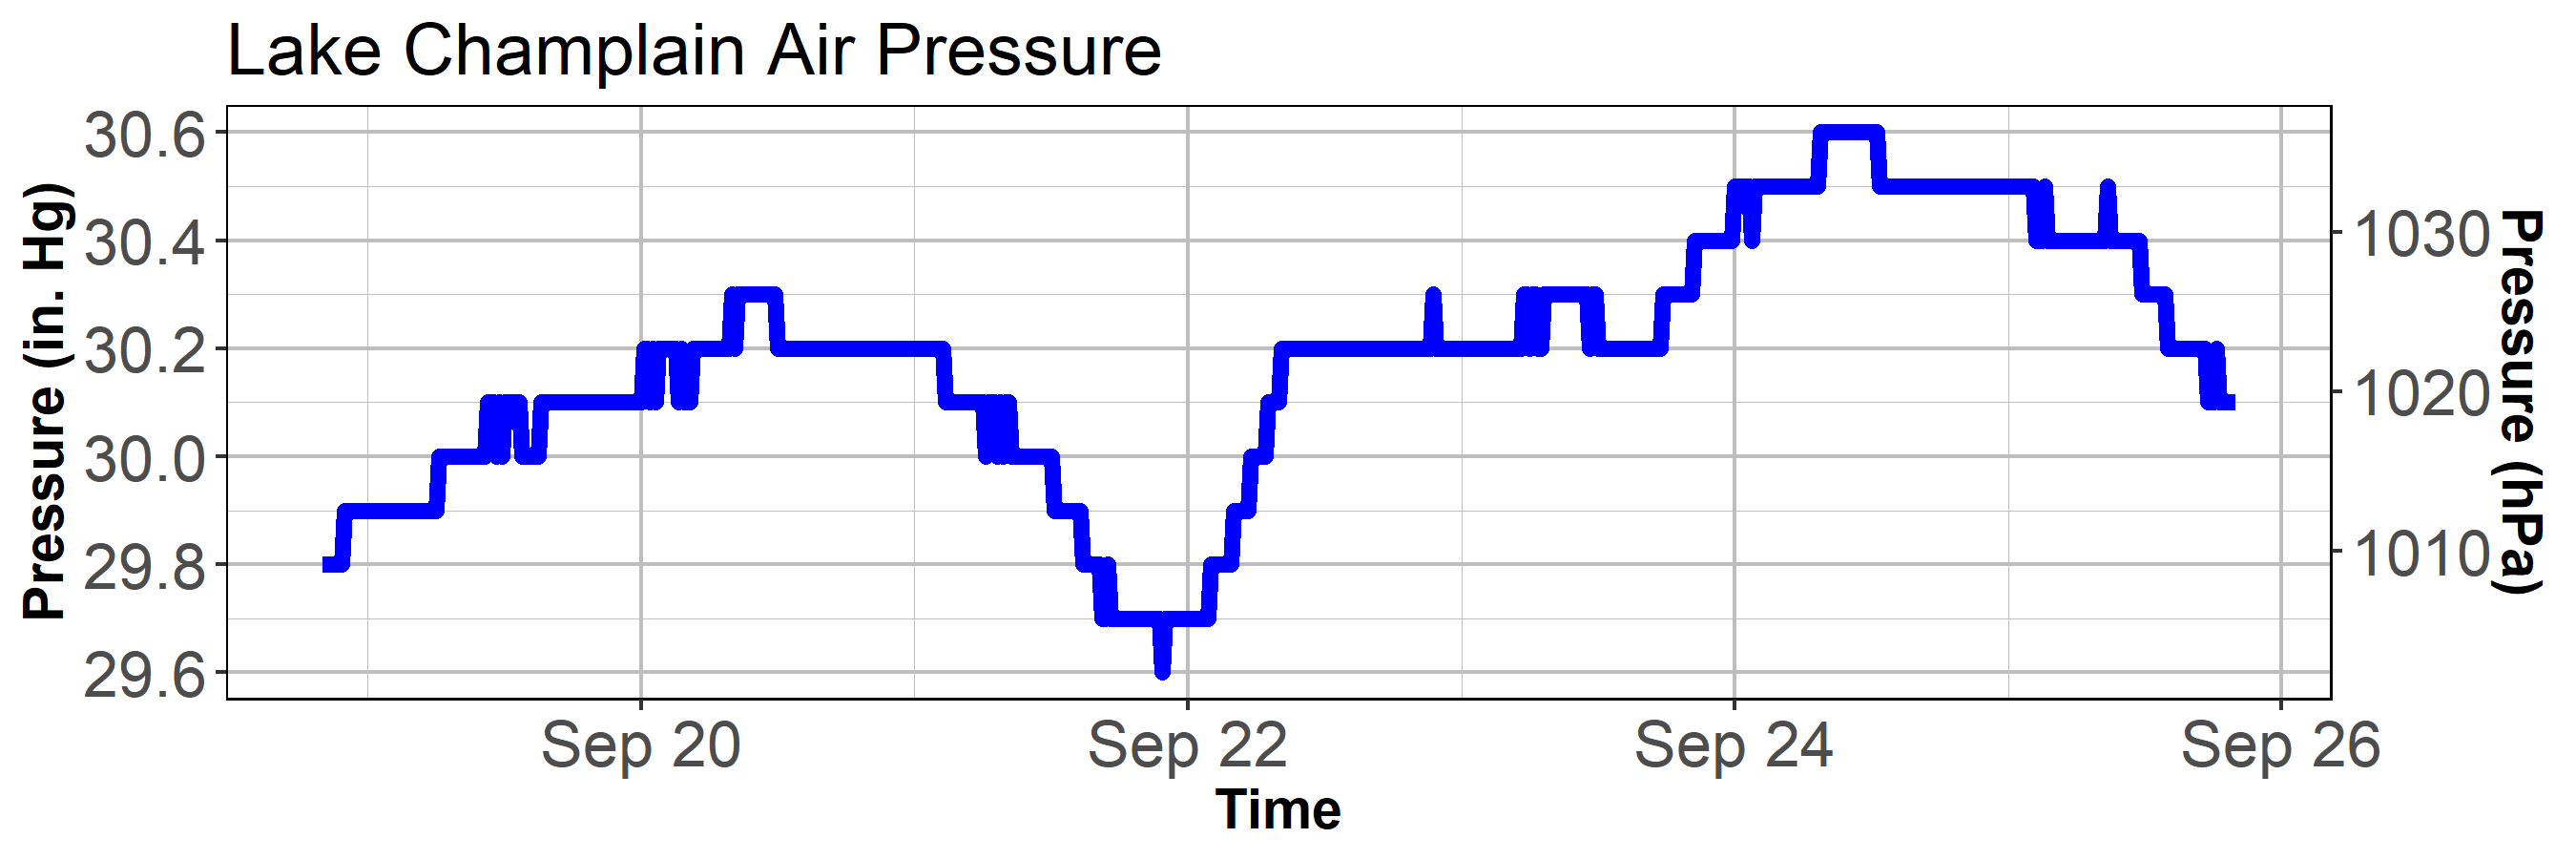 Lake Champlain Air Pressure
Pressure (in. Hg)
30.6
30.4
30.2
30.0
29.8
29.6
1030
1020
1010
Pressure (hPa)
Sep 20 Sep 22 Sep 24 Sep 26
Time